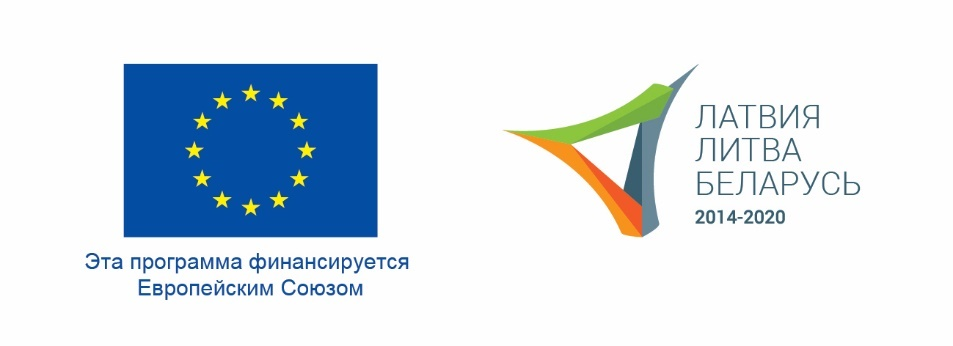 Эта программа финансируется
Европейским Союзом
ЛАТВИЯ
ЛИТВА
БЕЛАРУСЬ
2014-2020